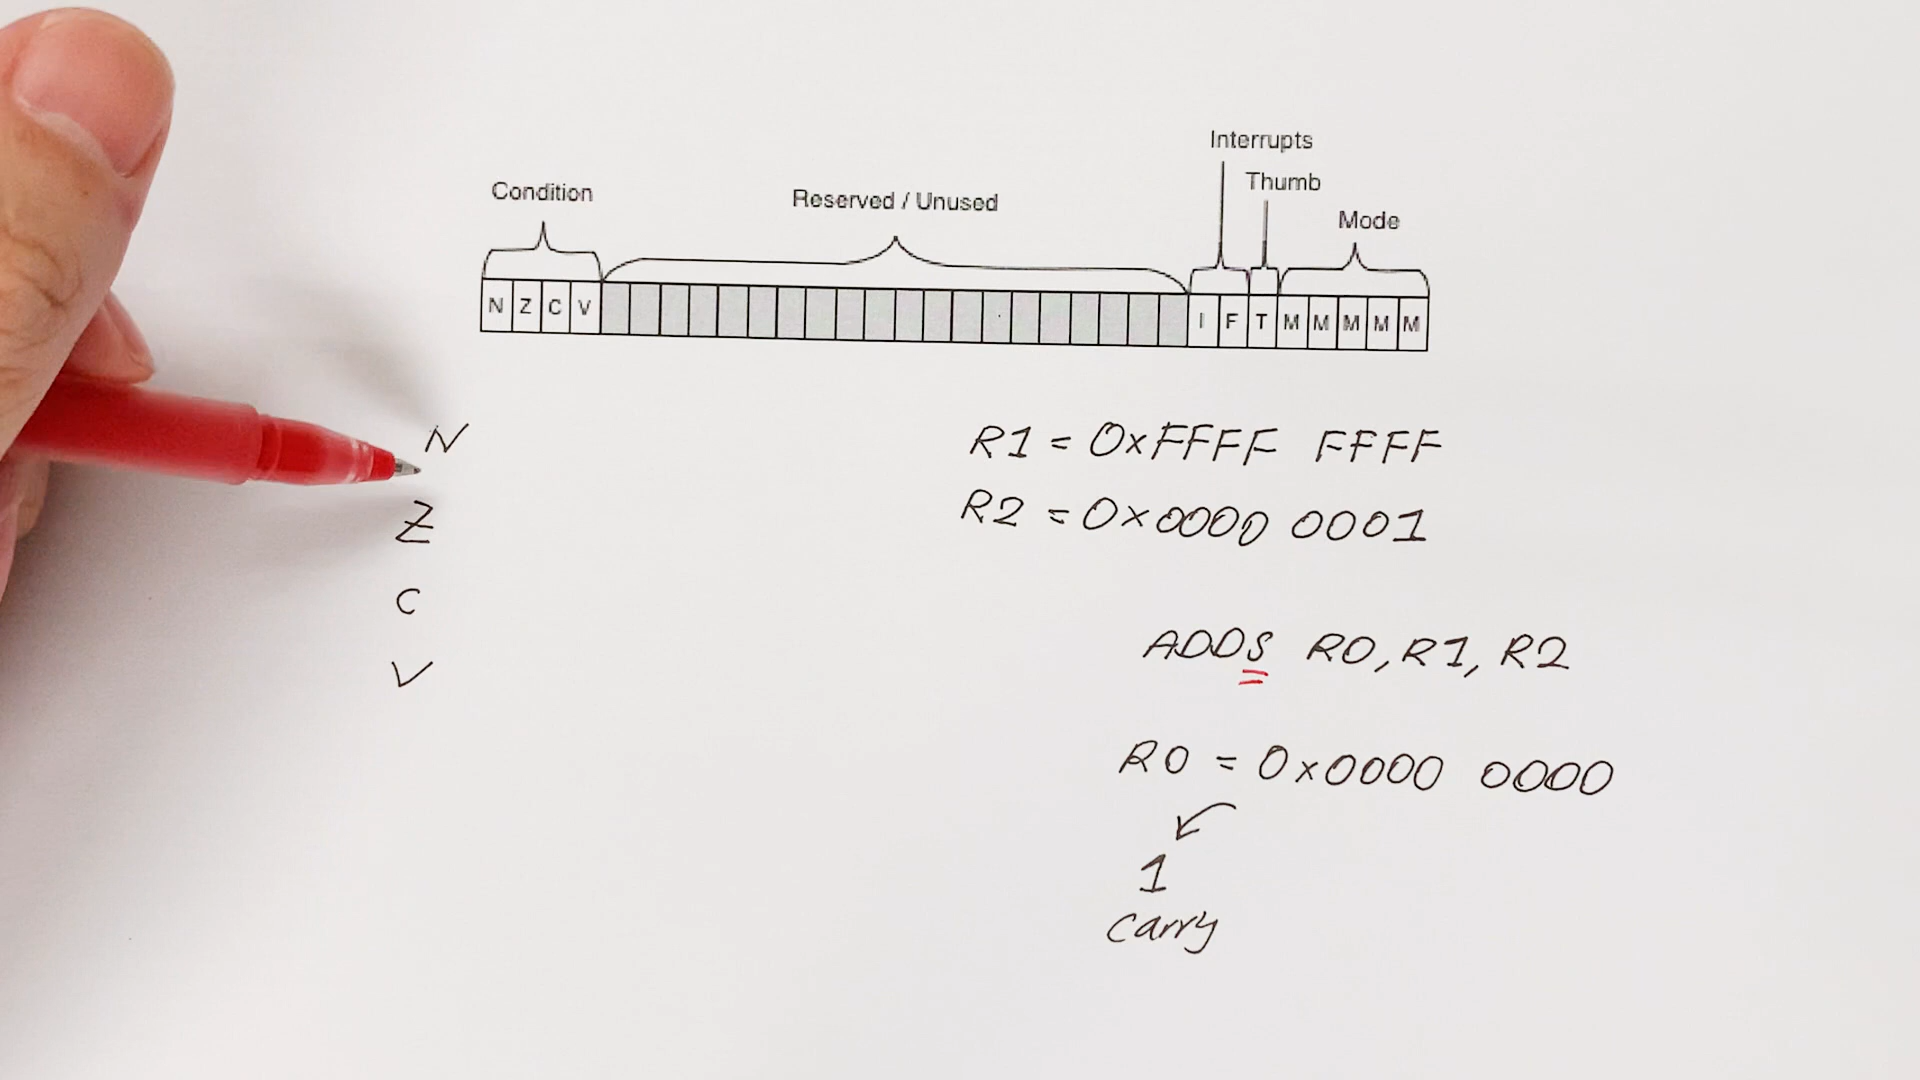 Interrupts
Thumb
Condition
Reserved / Unused
Mode
N Z C V I F T M M M M M
N
Z
C
V
R1 = 0xFFFF FFFF
R2 = 0x0000 0001
ADDS R0, R1, R2
R0 = 0x0000 0000
1
carry